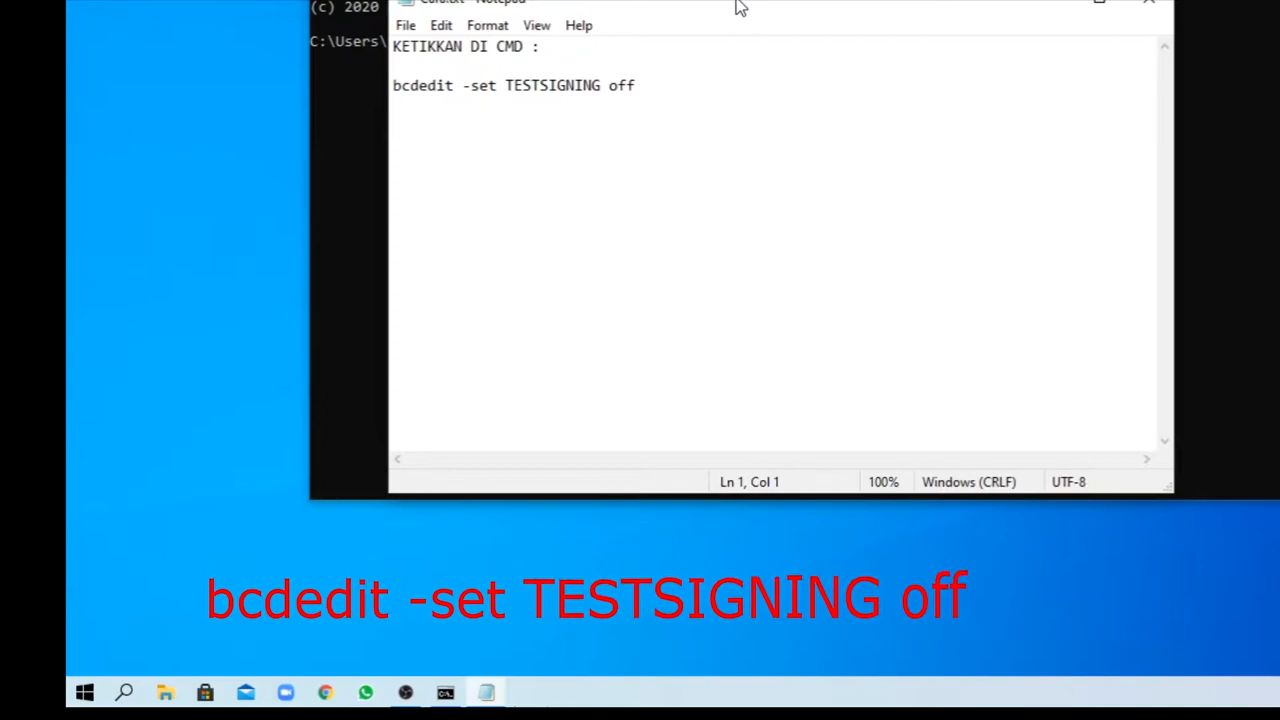 (c) 2020
File Edit Format View Help
C:\Users\
KETIKKAN DI CMD :
bcdedit -set TESTSIGNING off
Ln 1, Col 1 100% Windows (CRLF) UTF-8
bcdedit -set TESTSIGNING off